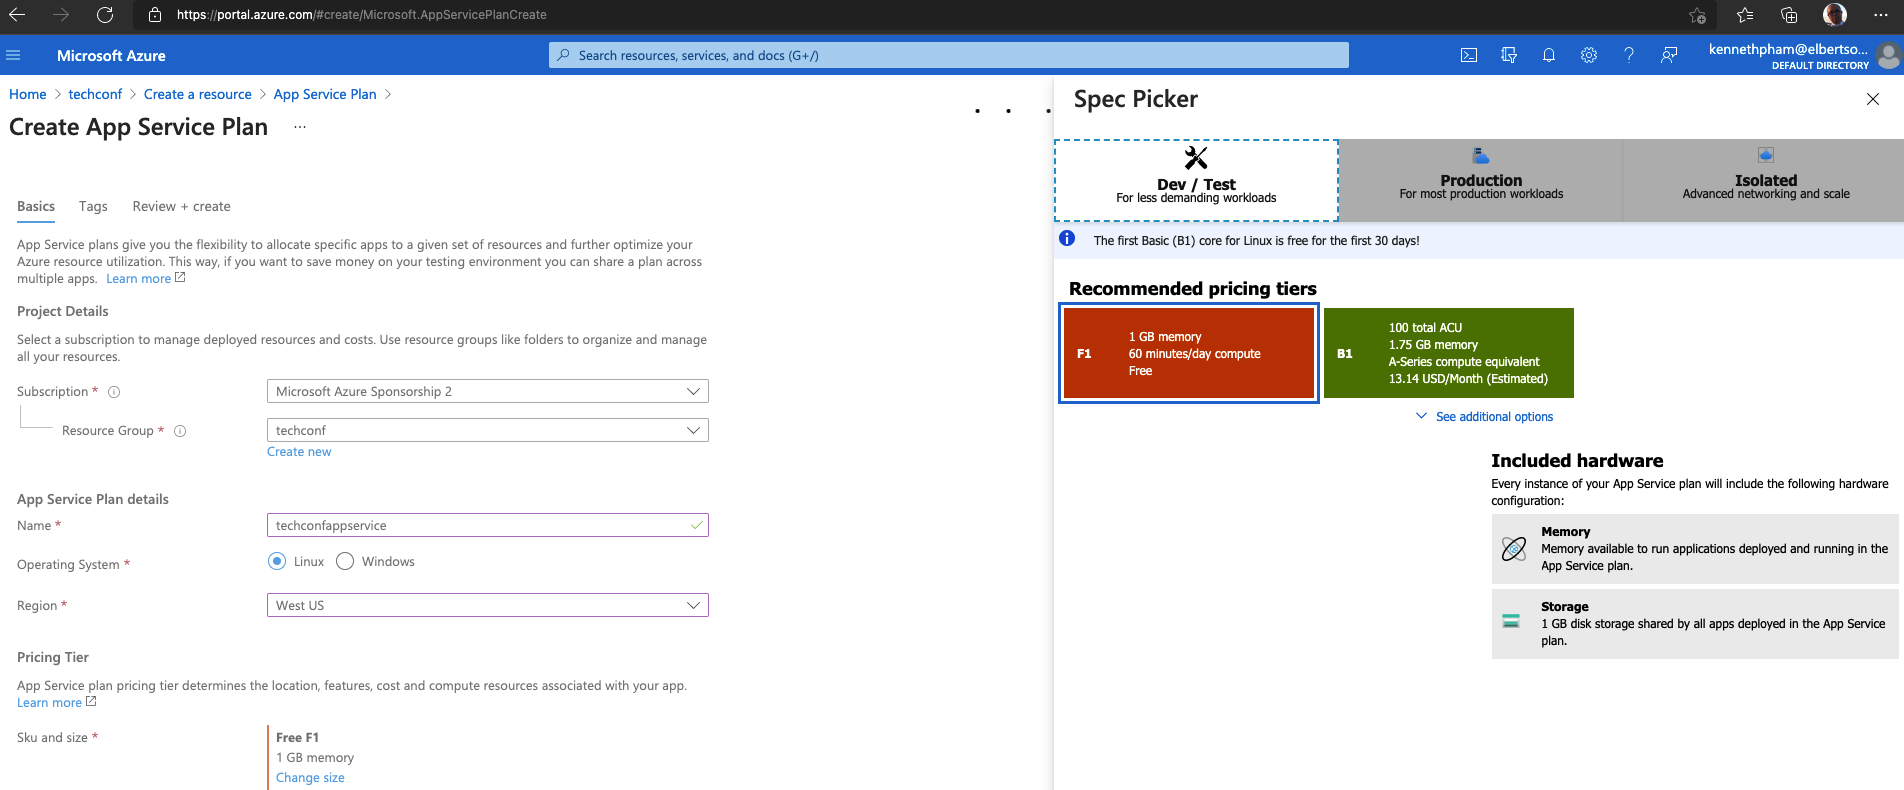 https://portal.azure.com/#create/Microsoft.AppServicePlanCreate
Microsoft Azure
Search resources, services, and docs (G+/)
kennethpham@elbertso...
DEFAULT DIRECTORY
Home > techconf > Create a resource > App Service Plan >
Create App Service Plan ...
Basics Tags Review + create
App Service plans give you the flexibility to allocate specific apps to a given set of resources and further optimize your
Azure resource utilization. This way, if you want to save money on your testing environment you can share a plan across
multiple apps. Learn more
Project Details
Select a subscription to manage deployed resources and costs. Use resource groups like folders to organize and manage
all your resources.
Subscription *
Microsoft Azure Sponsorship 2
Resource Group *
techconf
Create new
App Service Plan details
Name *
techconfappservice
Operating System *
Linux Windows
Region *
West US
Pricing Tier
App Service plan pricing tier determines the location, features, cost and compute resources associated with your app.
Learn more
Sku and size *
Free F1
1 GB memory
Change size
Spec Picker
Dev / Test
For less demanding workloads
Production
For most production workloads
Isolated
Advanced networking and scale
The first Basic (B1) core for Linux is free for the first 30 days!
Recommended pricing tiers
F1
1 GB memory
60 minutes/day compute
Free
B1
100 total ACU
1.75 GB memory
A-Series compute equivalent
13.14 USD/Month (Estimated)
See additional options
Included hardware
Every instance of your App Service plan will include the following hardware
configuration:
Memory
Memory available to run applications deployed and running in the
App Service plan.
Storage
1 GB disk storage shared by all apps deployed in the App Service
plan.